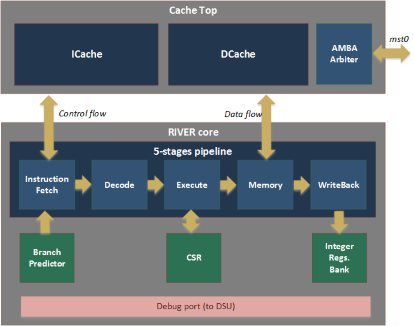 Cache Top
ICache
DCache
AMBA
Arbiter
mst0
Control flow
Data flow
RIVER core
5-stages pipeline
Instruction
Fetch
Decode
Execute
Memory
WriteBack
Branch
Predictor
CSR
Integer
Regs.
Bank
Debug port (to DSU)